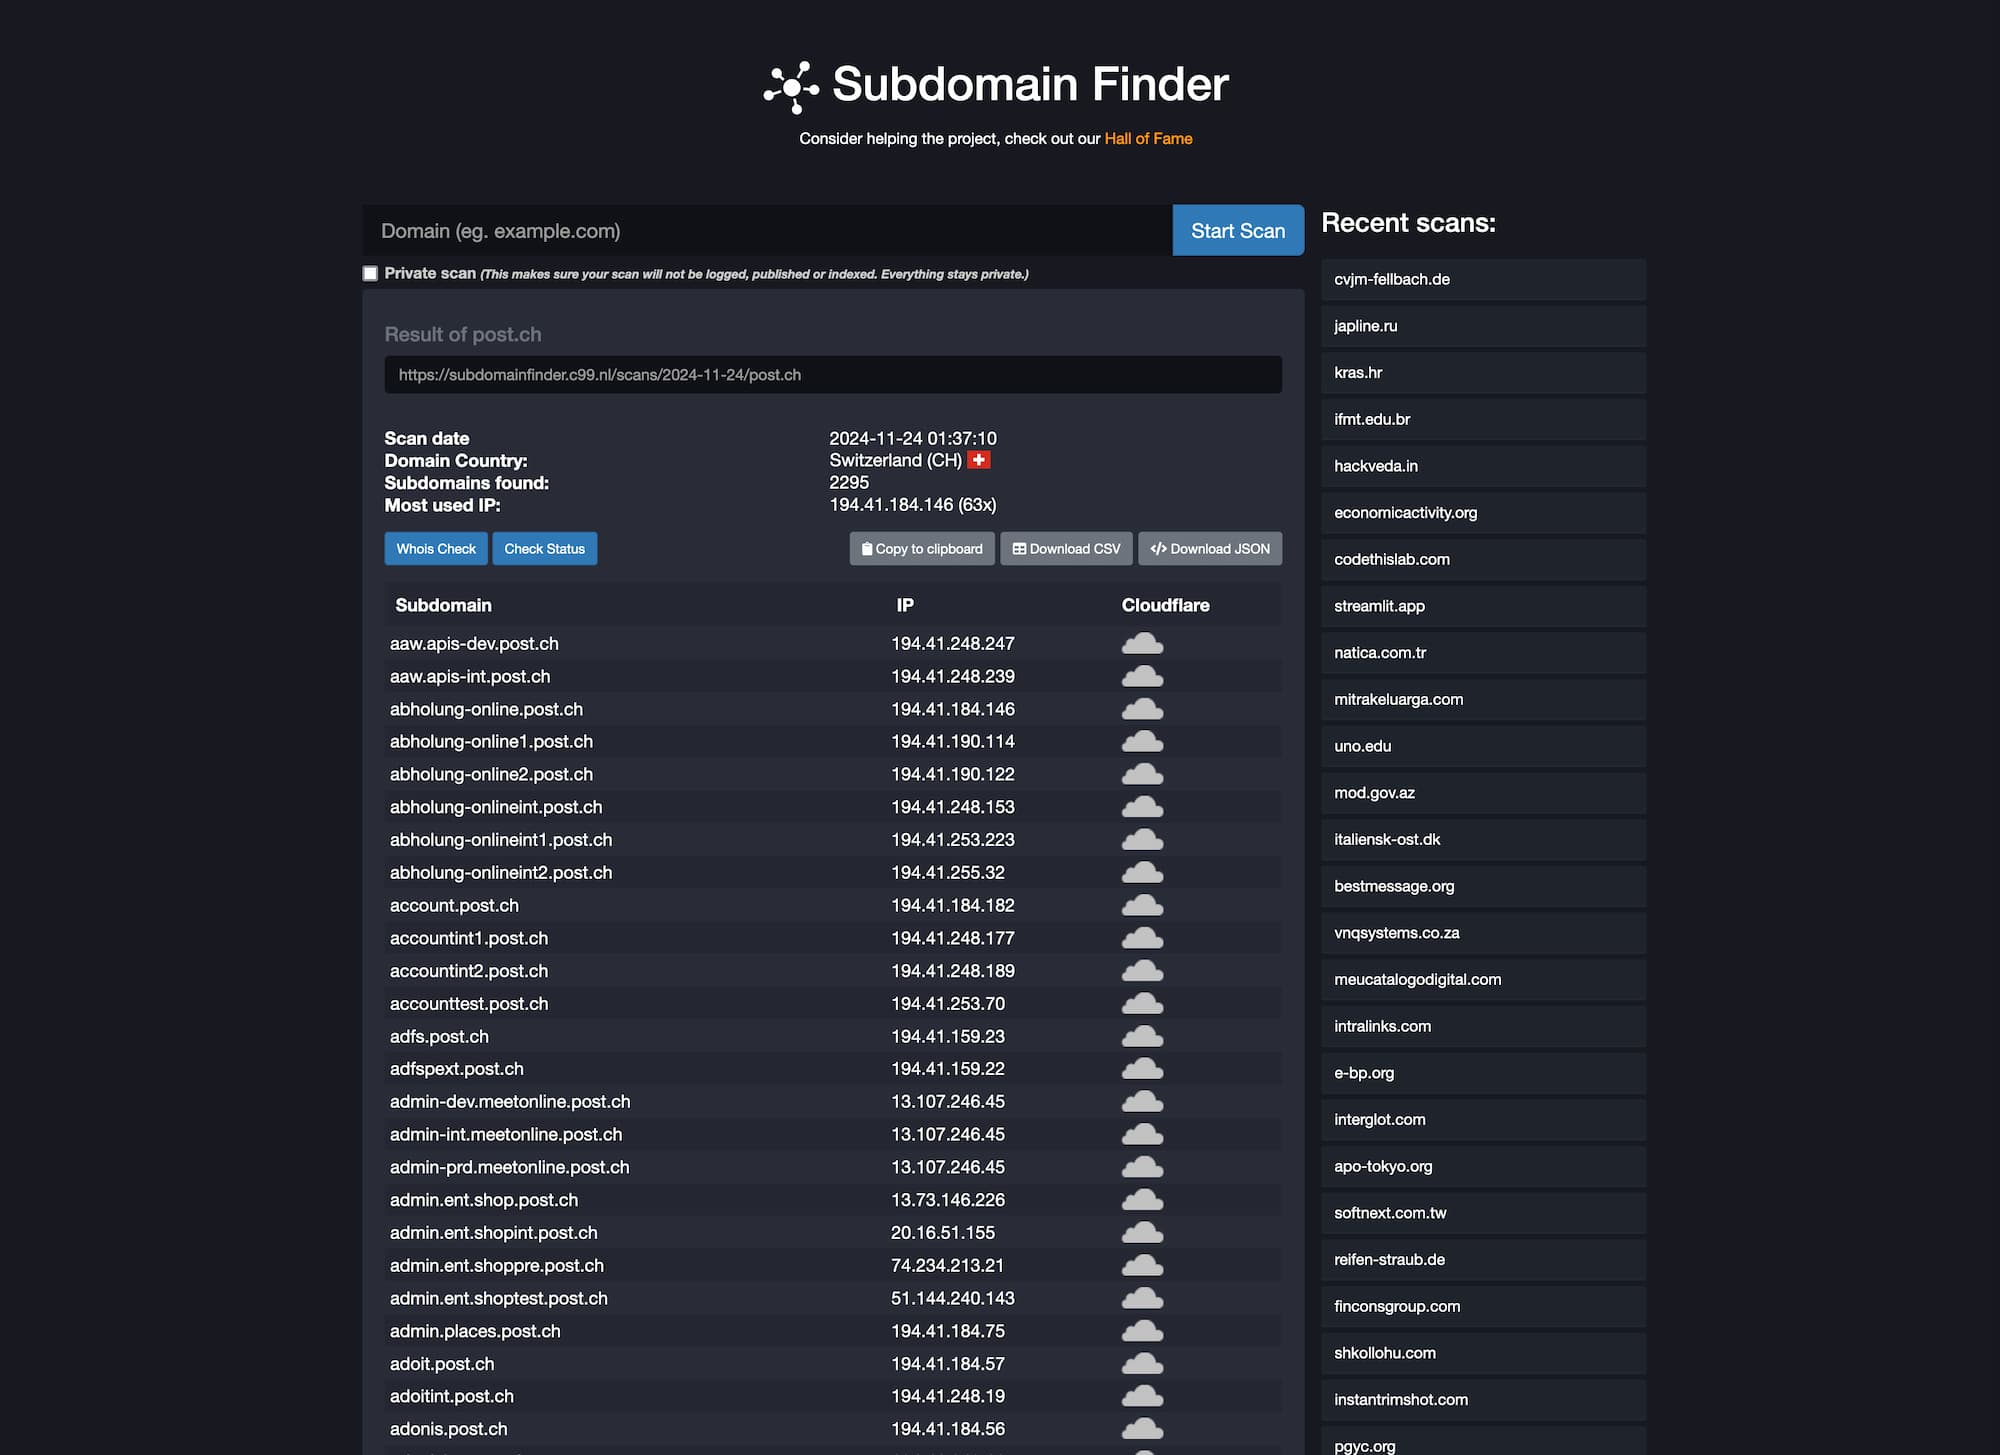 Subdomain Finder
Consider helping the project, check out our Hall of Fame
Domain (eg. example.com)
Start Scan
Private scan (This makes sure your scan will not be logged, published or indexed. Everything stays private.)
Result of post.ch
https://subdomainfinder.c99.nl/scans/2024-11-24/post.ch
Scan date 2024-11-24 01:37:10
Domain Country: Switzerland (CH)
Subdomains found: 2295
Most used IP: 194.41.184.146 (63x)
Whois Check Check Status Copy to clipboard Download CSV Download JSON
Subdomain IP Cloudflare
aaw.apis-dev.post.ch 194.41.248.247
aaw.apis-int.post.ch 194.41.248.239
abholung-online.post.ch 194.41.184.146
abholung-online1.post.ch 194.41.190.114
abholung-online2.post.ch 194.41.190.122
abholung-onlineint.post.ch 194.41.248.153
abholung-onlineint1.post.ch 194.41.253.223
abholung-onlineint2.post.ch 194.41.255.32
account.post.ch 194.41.184.182
accountint1.post.ch 194.41.248.177
accountint2.post.ch 194.41.248.189
accounttest.post.ch 194.41.253.70
adfs.post.ch 194.41.159.23
adfspext.post.ch 194.41.159.22
admin-dev.meetonline.post.ch 13.107.246.45
admin-int.meetonline.post.ch 13.107.246.45
admin-prd.meetonline.post.ch 13.107.246.45
admin.ent.shop.post.ch 13.73.146.226
admin.ent.shopint.post.ch 20.16.51.155
admin.ent.shoppre.post.ch 74.234.213.21
admin.ent.shoptest.post.ch 51.144.240.143
admin.places.post.ch 194.41.184.75
adoit.post.ch 194.41.184.57
adoitint.post.ch 194.41.248.19
adonis.post.ch 194.41.184.56
Recent scans:
cvjm-fellbach.de
japline.ru
kras.hr
ifmt.edu.br
hackveda.in
economicactivity.org
codethislab.com
streamlit.app
natica.com.tr
mitrakeluarga.com
uno.edu
mod.gov.az
italiensk-ost.dk
bestmessage.org
vnqsystems.co.za
meucatalogodigital.com
intralinks.com
e-bp.org
interglot.com
apo-tokyo.org
softnext.com.tw
reifen-straub.de
finconsgroup.com
shkollohu.com
instantrimshot.com
pgyc.org